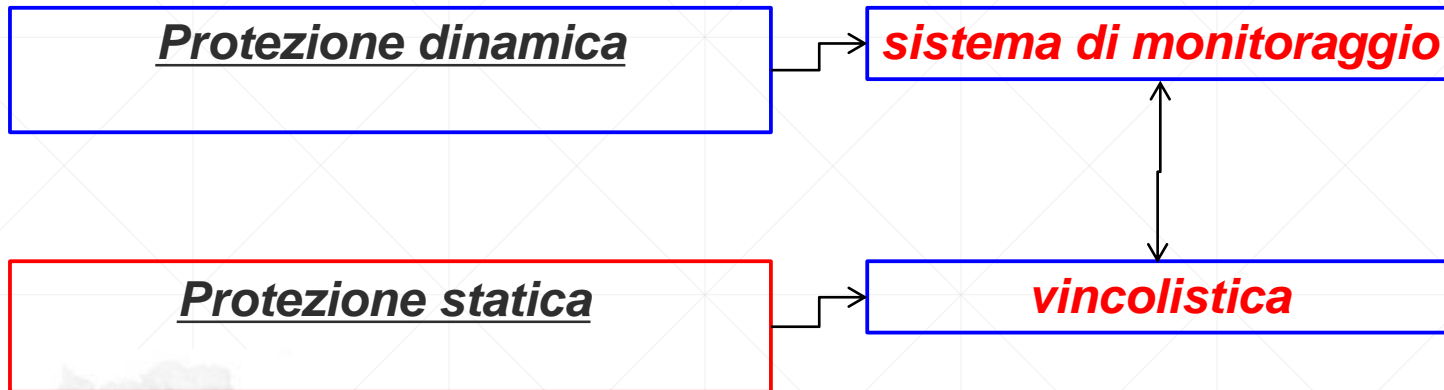 Protezione dinamica
sistema di monitoraggio
Protezione statica
vincolistica